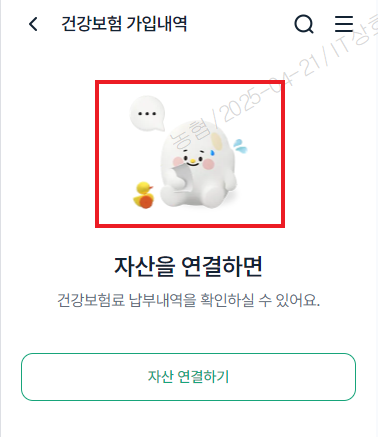 건강보험 가입내역
농협/2025-04-21/IT상호
자산을 연결하면
건강보험료 납부내역을 확인하실 수 있어요.
자산 연결하기